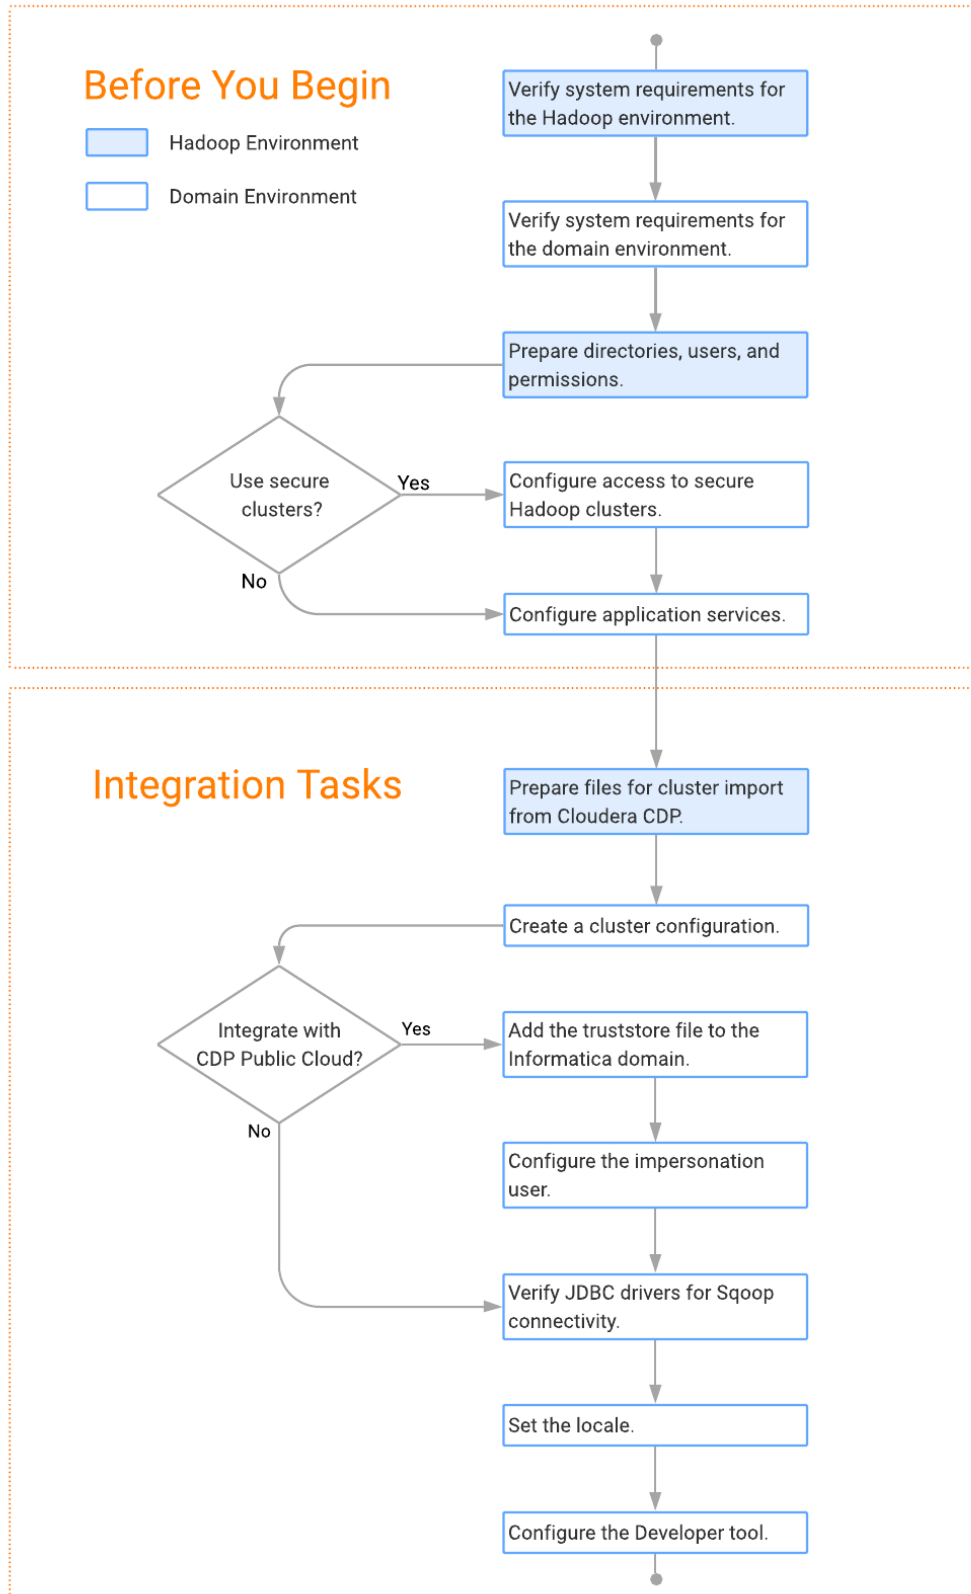 Before You Begin
Hadoop Environment
Domain Environment
Verify system requirements for
the Hadoop environment.
Verify system requirements for
the domain environment.
Prepare directories, users, and
permissions.
Use secure
clusters?
Yes
No
Configure access to secure
Hadoop clusters.
Configure application services.
Integration Tasks
Prepare files for cluster import
from Cloudera CDP.
Create a cluster configuration.
Integrate with
CDP Public Cloud?
Yes
No
Add the truststore file to the
Informatica domain.
Configure the impersonation
user.
Verify JDBC drivers for Sqoop
connectivity.
Set the locale.
Configure the Developer tool.